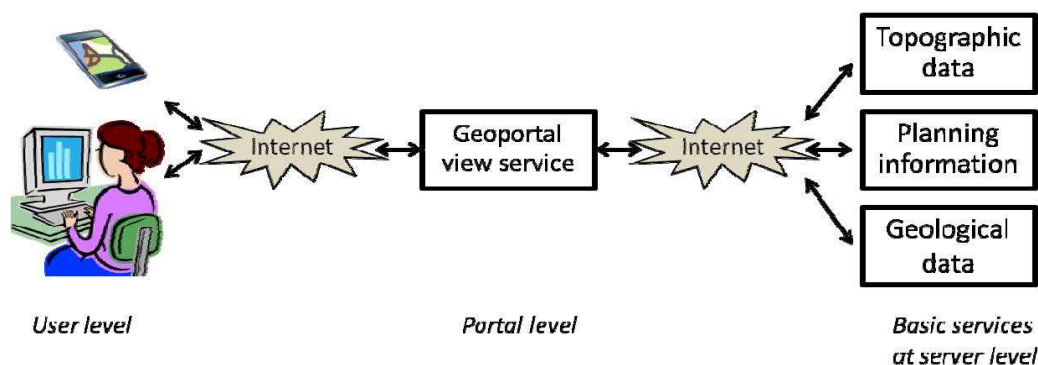 Topographic
data
Internet
Geoportal
view service
Internet
Planning
information
Geological
data
User level
Portal level
Basic services
at server level